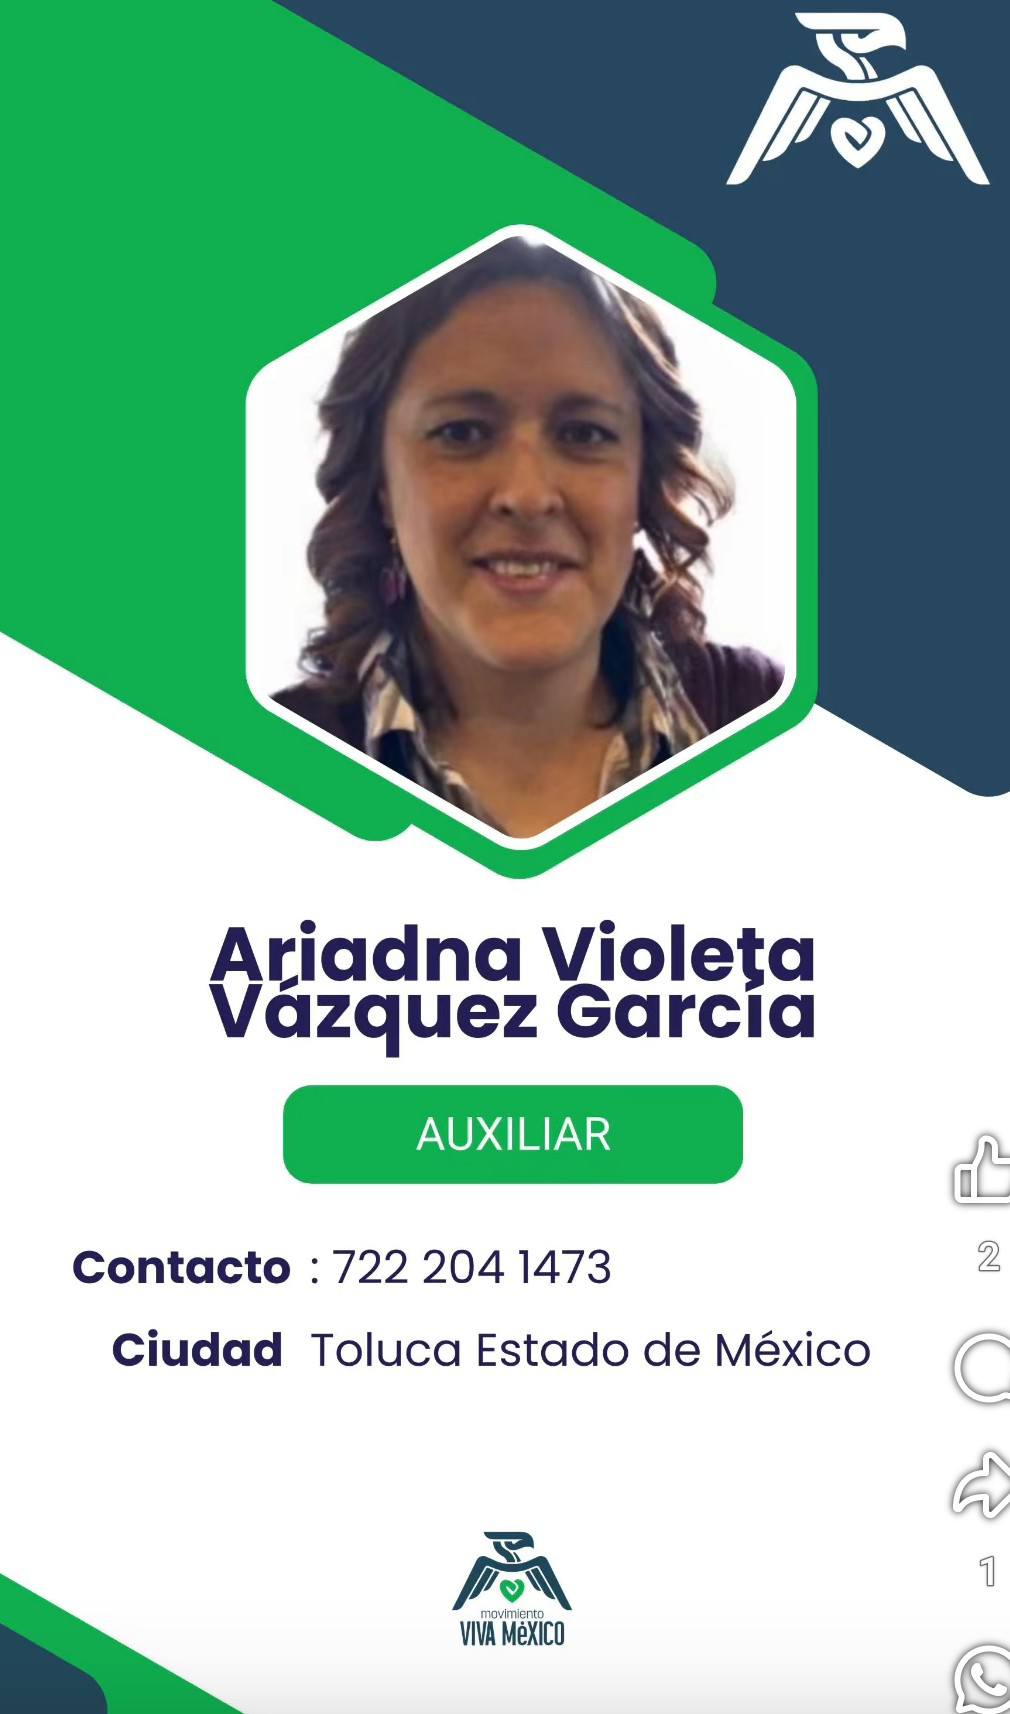 Ariadna Violeta
Vázquez García
AUXILIAR
Contacto : 722 204 1473
Ciudad Toluca Estado de México
2
1
movimiento
VIVA MéXICO